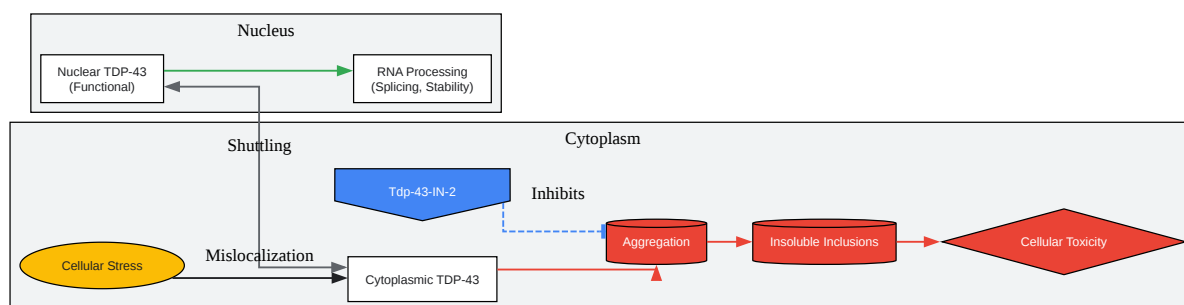 Nucleus
Nuclear TDP-43
(Functional)
RNA Processing
(Splicing, Stability)
Cytoplasm
Shuttling
Tdp-43-IN-2
Inhibits
Aggregation
Insoluble Inclusions
Cellular Toxicity
Cellular Stress
Mislocalization
Cytoplasmic TDP-43